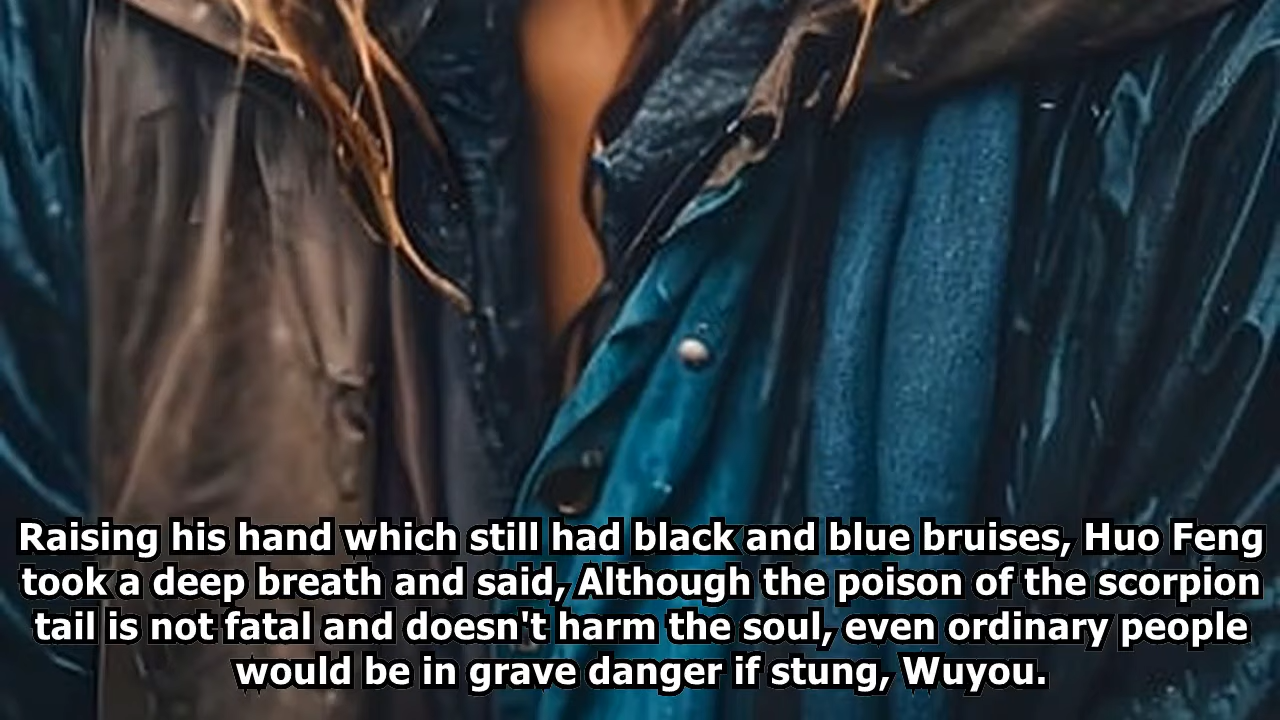 Raising his hand which still had black and blue bruises, Huo Feng
took a deep breath and said, Although the poison of the scorpion
tail is not fatal and doesn't harm the soul, even ordinary people
would be in grave danger if stung, Wuyou.